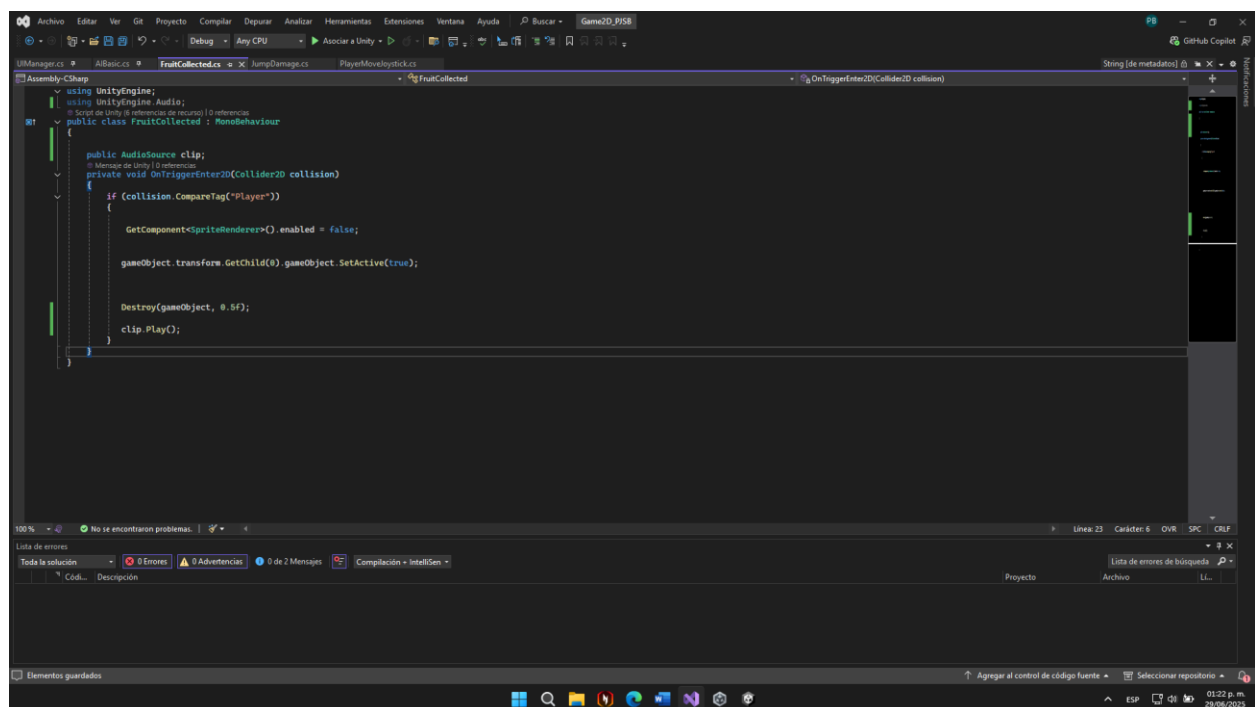 Archivo Editar Ver Git Proyecto Compilar Depurar Analizar Herramientas Extensiones Ventana Ayuda Buscar Game2D_PJSB PB
Debug Any CPU Asociar a Unity GitHub Copilot
UIManager.cs AIBasic.cs FruitCollected.cs JumpDamage.cs PlayerMoveJoystick.cs String [de metadatos]
Assembly-CSharp FruitCollected OnTriggerEnter2D(Collider2D collision)
Notificaciones
using UnityEngine;
using UnityEngine.Audio;
Script de Unity (6 referencias de recurso) | 0 referencias
public class FruitCollected : MonoBehaviour
{
public AudioSource clip;
Mensaje de Unity | 0 referencias
private void OnTriggerEnter2D(Collider2D collision)
{
if (collision.CompareTag("Player"))
{
GetComponent<SpriteRenderer>().enabled = false;
gameObject.transform.GetChild(0).gameObject.SetActive(true);
Destroy(gameObject, 0.5f);
clip.Play();
}
}
}
100 % No se encontraron problemas. Línea: 23 Carácter: 6 OVR SPC CRLF
Lista de errores
Toda la solución 0 Errores 0 Advertencias 0 de 2 Mensajes Compilación + IntelliSen Lista de errores de búsqueda
Códi... Descripción Proyecto Archivo Lí...
Elementos guardados Agregar al control de código fuente Seleccionar repositorio
ESP 01:22 p. m.
29/06/2025